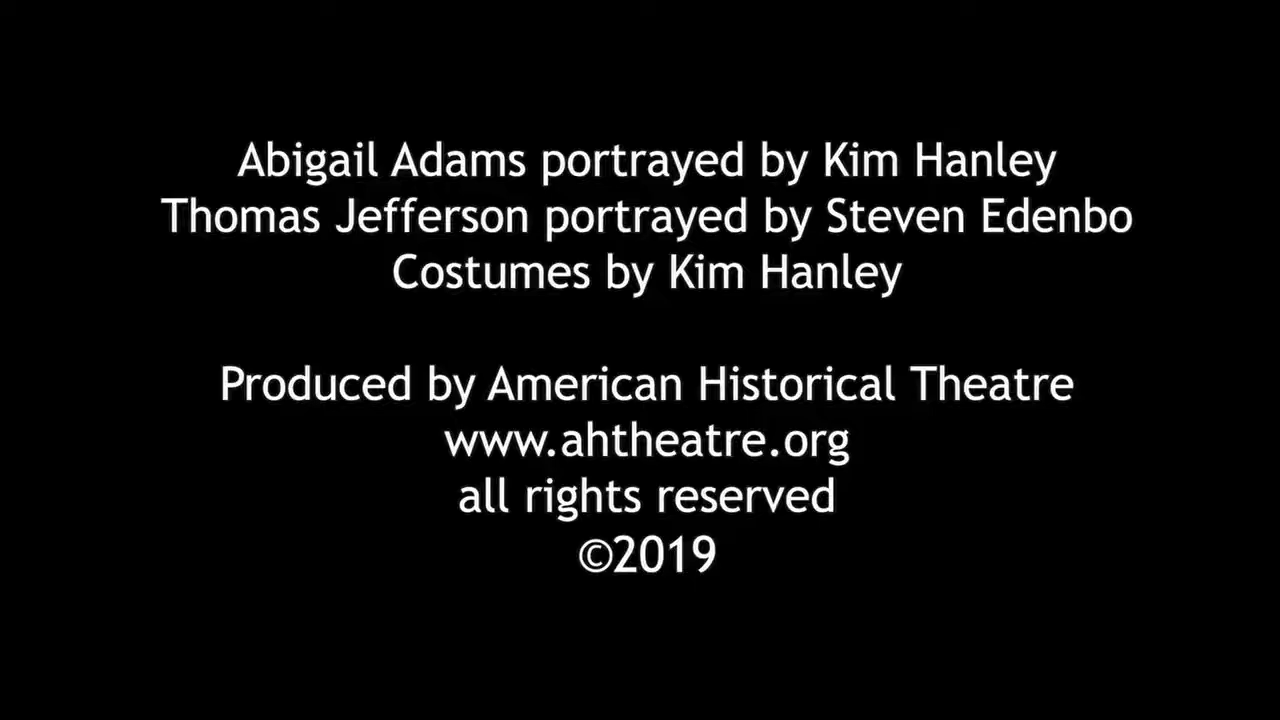 Abigail Adams portrayed by Kim Hanley
Thomas Jefferson portrayed by Steven Edenbo
Costumes by Kim Hanley
Produced by American Historical Theatre
www.ahtheatre.org
all rights reserved
©2019